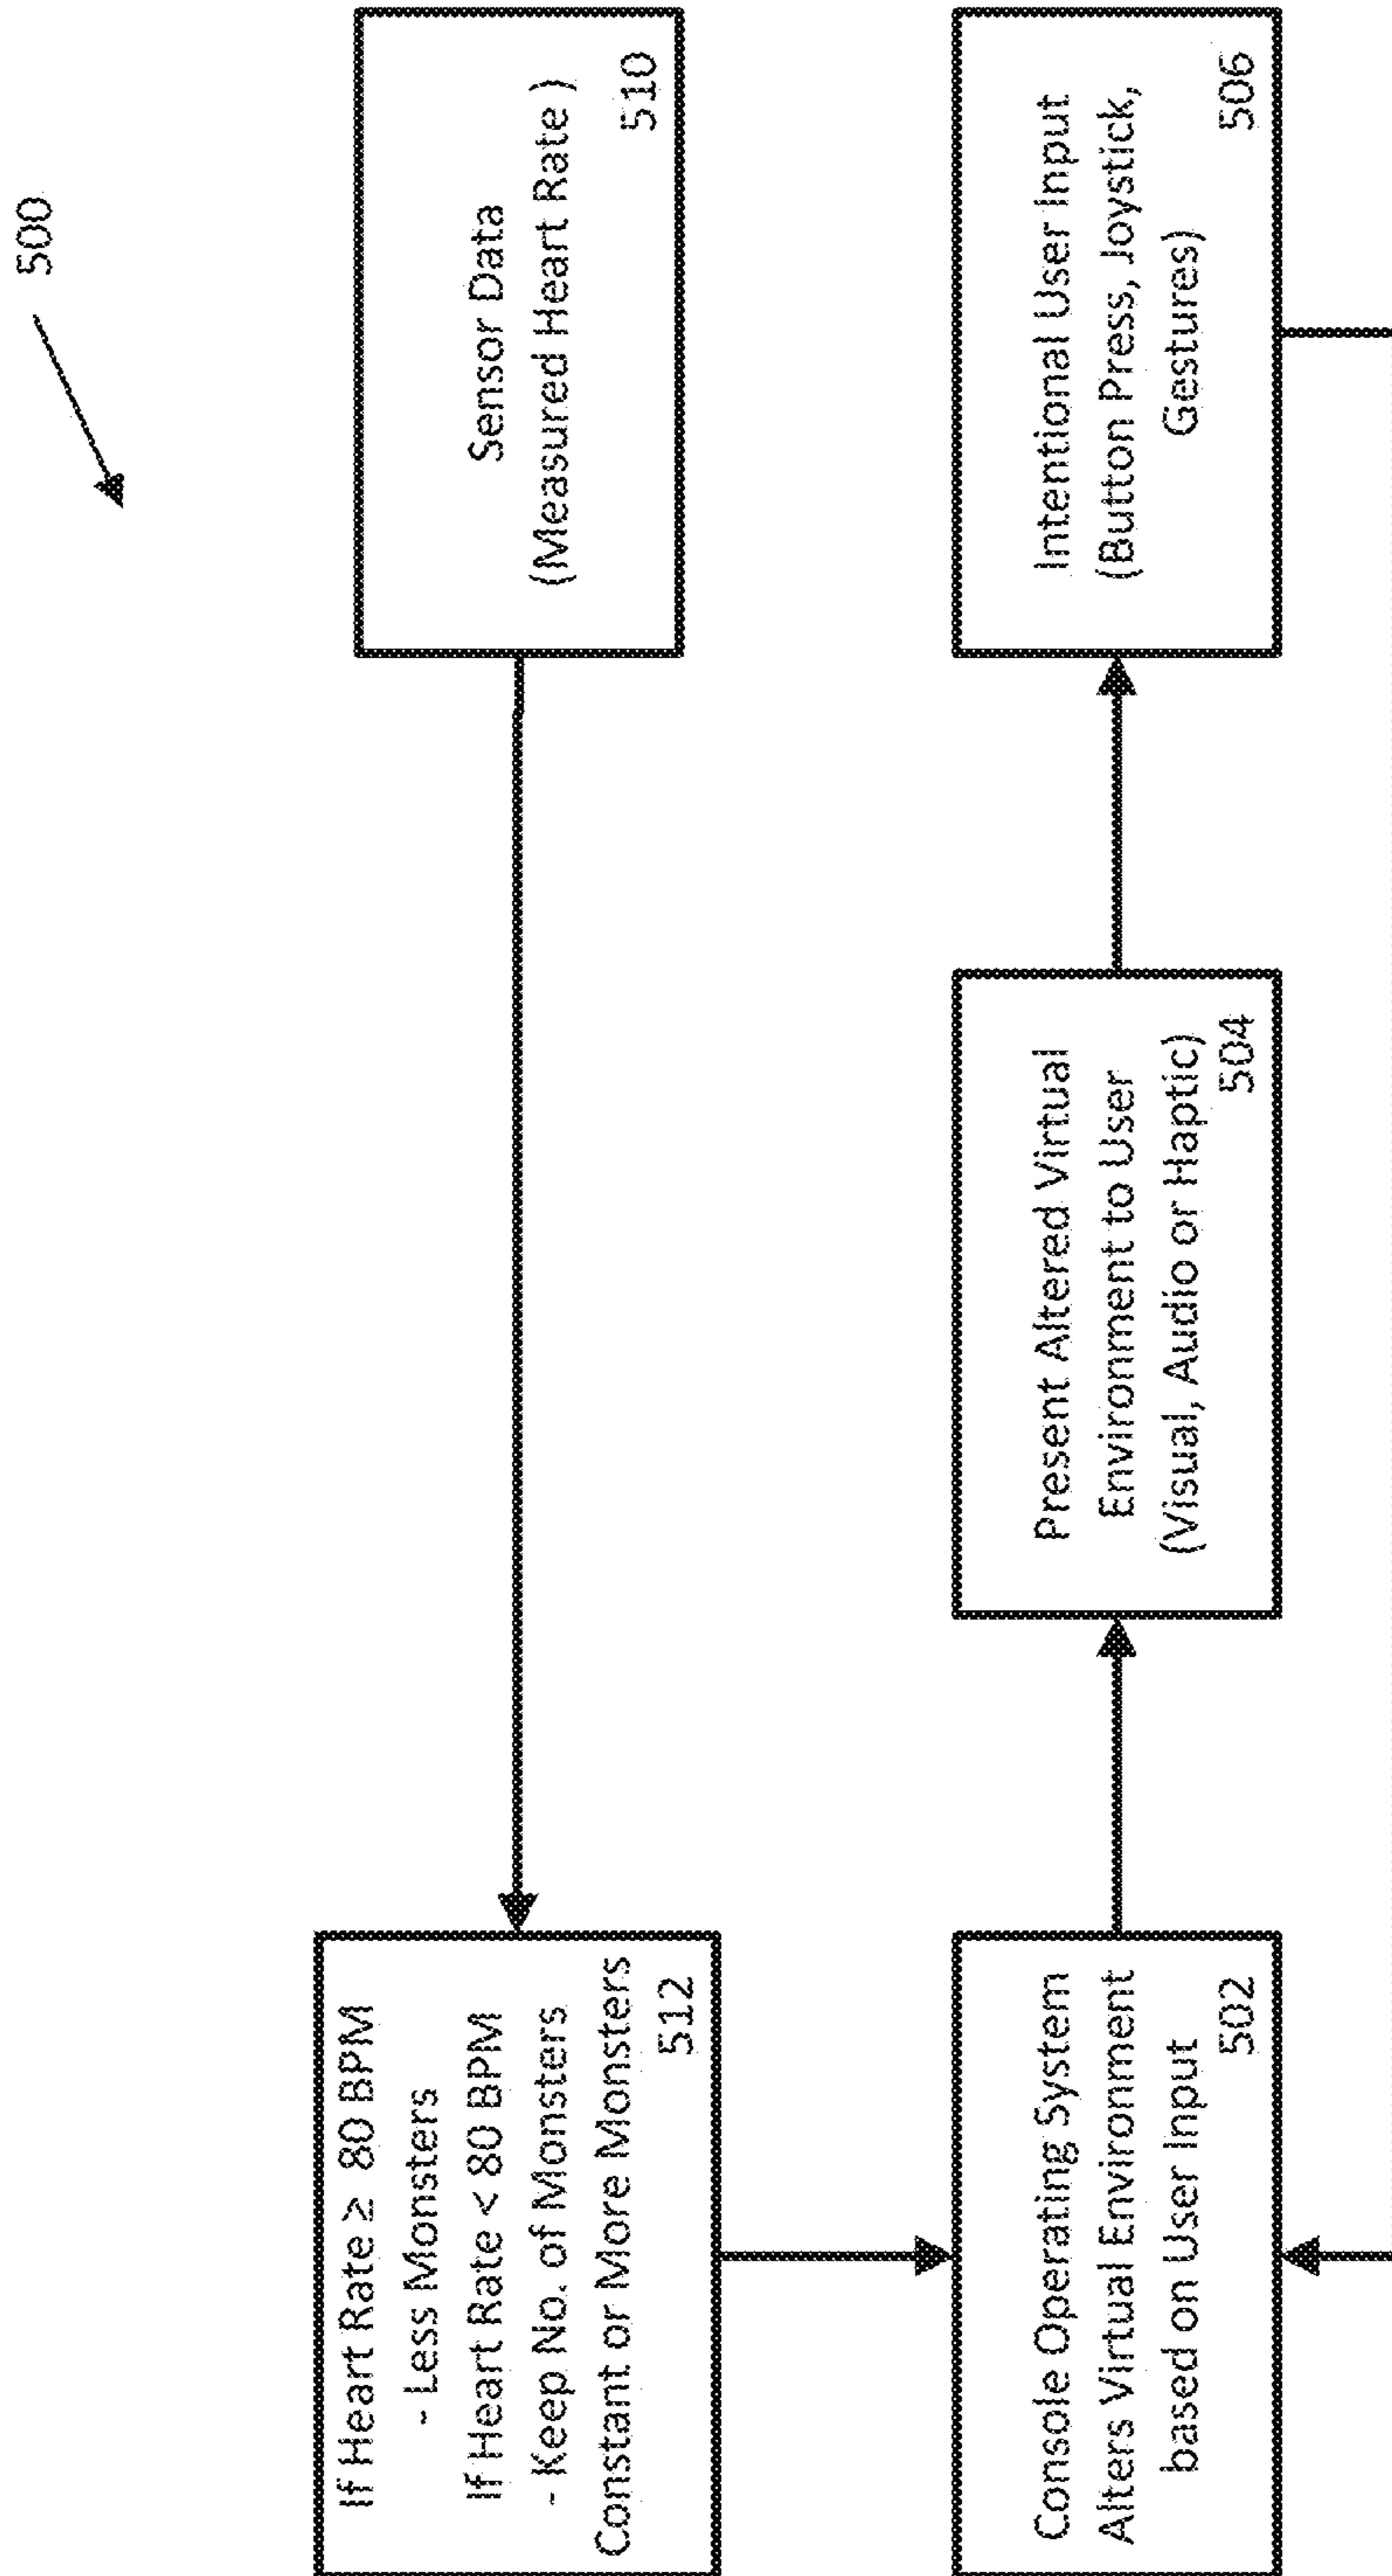 500
If Heart Rate ≥ 80 BPM
- Less Monsters
If Heart Rate < 80 BPM
- Keep No. of Monsters
Constant or More Monsters
512
Sensor Data
(Measured Heart Rate )
510
Console Operating System
Alters Virtual Environment
based on User Input
502
Present Altered Virtual
Environment to User
(Visual, Audio or Haptic)
504
Intentional User Input
(Button Press, Joystick,
Gestures)
506